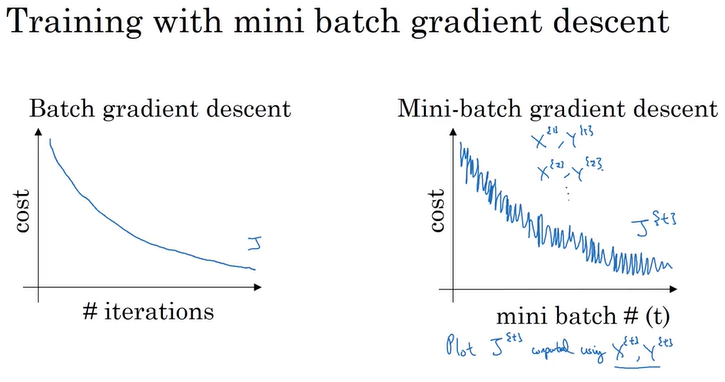 Training with mini batch gradient descent
Batch gradient descent
cost
J
# iterations
Mini-batch gradient descent
X^{1}, Y^{1}
X^{2}, Y^{2}
⋮
cost
J^{t}
mini batch # (t)
Plot J^{t} computed using X^{t}, Y^{t}